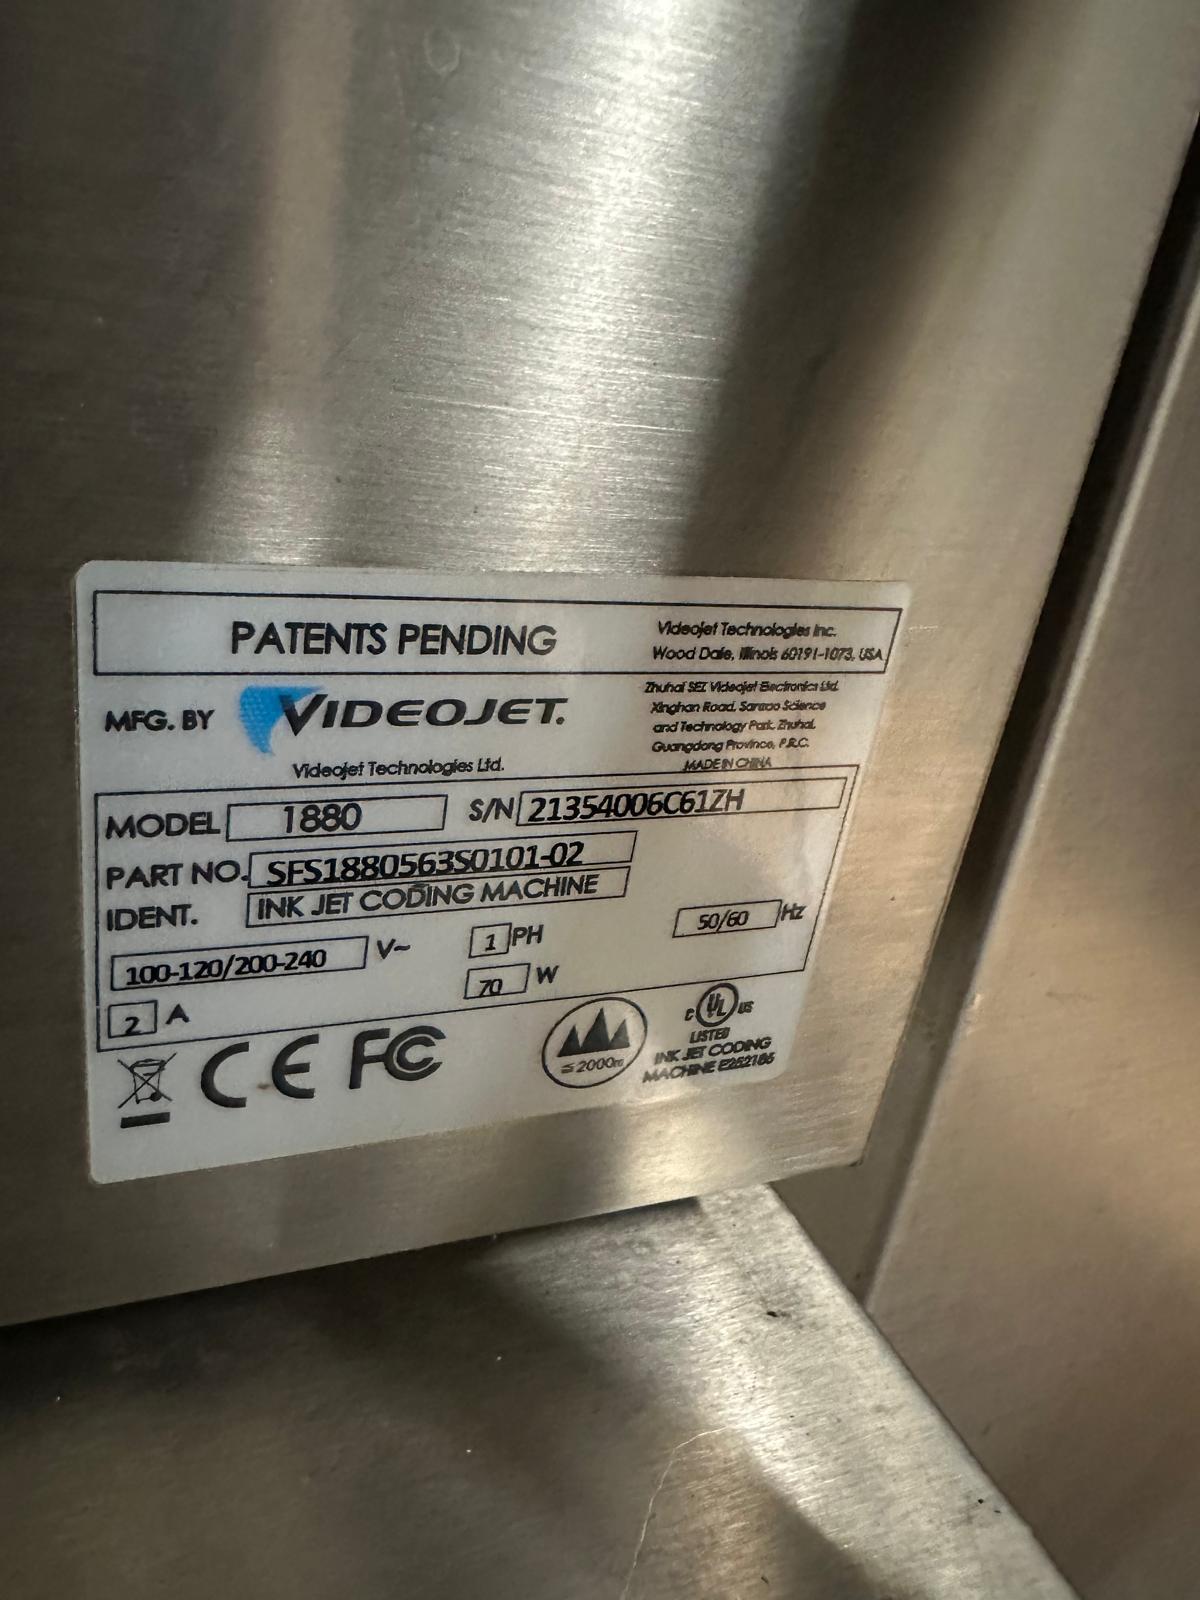 PATENTS PENDING
Videojet Technologies Inc.
Wood Dale, Illinois 60191-1073, USA
MFG. BY VIDEOJET.
Videojet Technologies Ltd.
Zhuhai SEZ Videojet Electronics Ltd.
Xinghan Road, Sanzao Science
and Technology Park, Zhuhai,
Guangdong Province, P.R.C.
MADE IN CHINA
MODEL 1880 S/N 21354006C61ZH
PART NO. SFS1880563S0101-02
IDENT. INK JET CODING MACHINE
100-120/200-240 V~ 1 PH 50/60 Hz
2 A 70 W
CE FC
≤2000m
C UL US
LISTED
INK JET CODING
MACHINE E252185